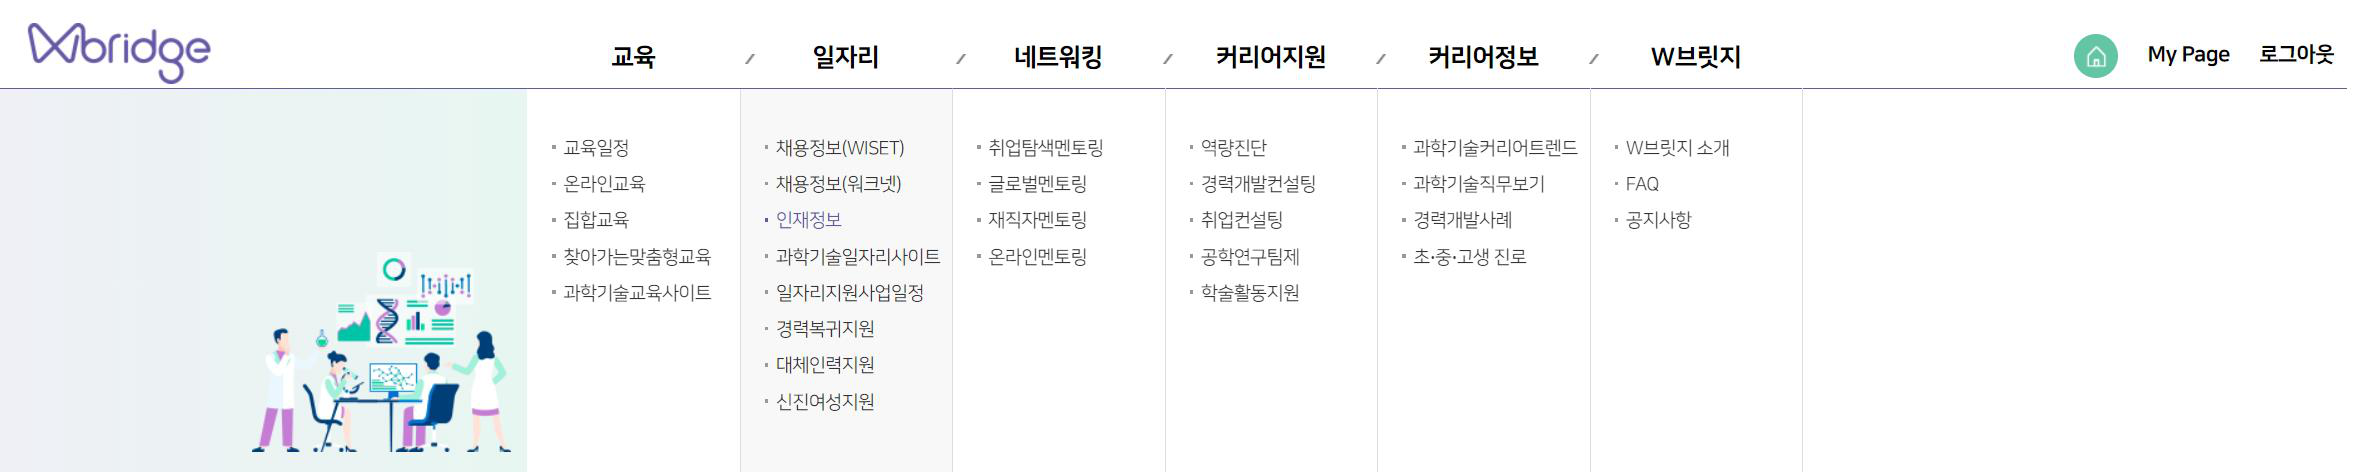 Wbridge
교육
일자리
네트워킹
커리어지원
커리어정보
W브릿지
My Page
로그아웃
교육일정
온라인교육
집합교육
찾아가는맞춤형교육
과학기술교육사이트
채용정보(WISET)
채용정보(워크넷)
인재정보
과학기술일자리사이트
일자리지원사업일정
경력복귀지원
대체인력지원
신진여성지원
취업탐색멘토링
글로벌멘토링
재직자멘토링
온라인멘토링
역량진단
경력개발컨설팅
취업컨설팅
공학연구팀제
학술활동지원
과학기술커리어트렌드
과학기술직무보기
경력개발사례
초·중·고생 진로
W브릿지 소개
FAQ
공지사항